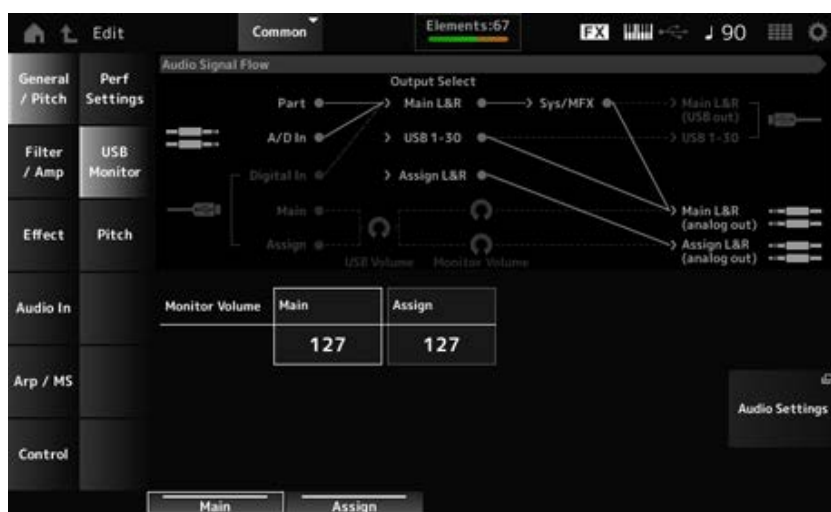 Edit
Common
Elements:67
FX
90
General
/ Pitch
Filter
/ Amp
Effect
Audio In
Arp / MS
Control
Perf
Settings
USB
Monitor
Pitch
Audio Signal Flow
Output Select
Part
Main L&R
Sys/MFX
Main L&R
(USB out)
A/D In
USB 1-30
USB 1-30
Digital In
Assign L&R
Main
Main L&R
(analog out)
Assign
Assign L&R
(analog out)
USB Volume
Monitor Volume
Monitor Volume
Main
Assign
127
127
Audio Settings
Main
Assign